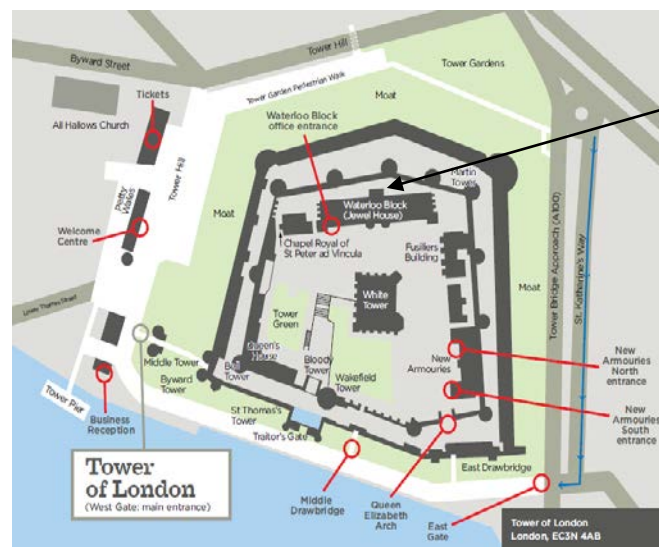 Tower Hill
Byward Street
Tower Gardens
Tower Garden Pedestrian Walk
Tickets
Moat
Waterloo Block
office entrance
All Hallows Church
Tower Hill
Martin
Tower
Waterloo Block
(Jewel House)
Petty
Wales
Moat
Chapel Royal of
St Peter ad Vincula
Fusiliers
Building
Welcome
Centre
White
Tower
Moat
Tower Bridge Approach (A100)
St. Katharine's Way
Lower Thames Street
Tower
Green
Queen's
House
Bloody
Tower
New
Armouries
New
Armouries
North
entrance
Middle Tower
Bell
Tower
Byward
Tower
Wakefield
Tower
Tower Pier
Business
Reception
St Thomas's
Tower
Traitor's Gate
New
Armouries
South
entrance
East Drawbridge
Tower
of London
(West Gate: main entrance)
Middle
Drawbridge
Queen
Elizabeth
Arch
East
Gate
Tower of London
London, EC3N 4AB